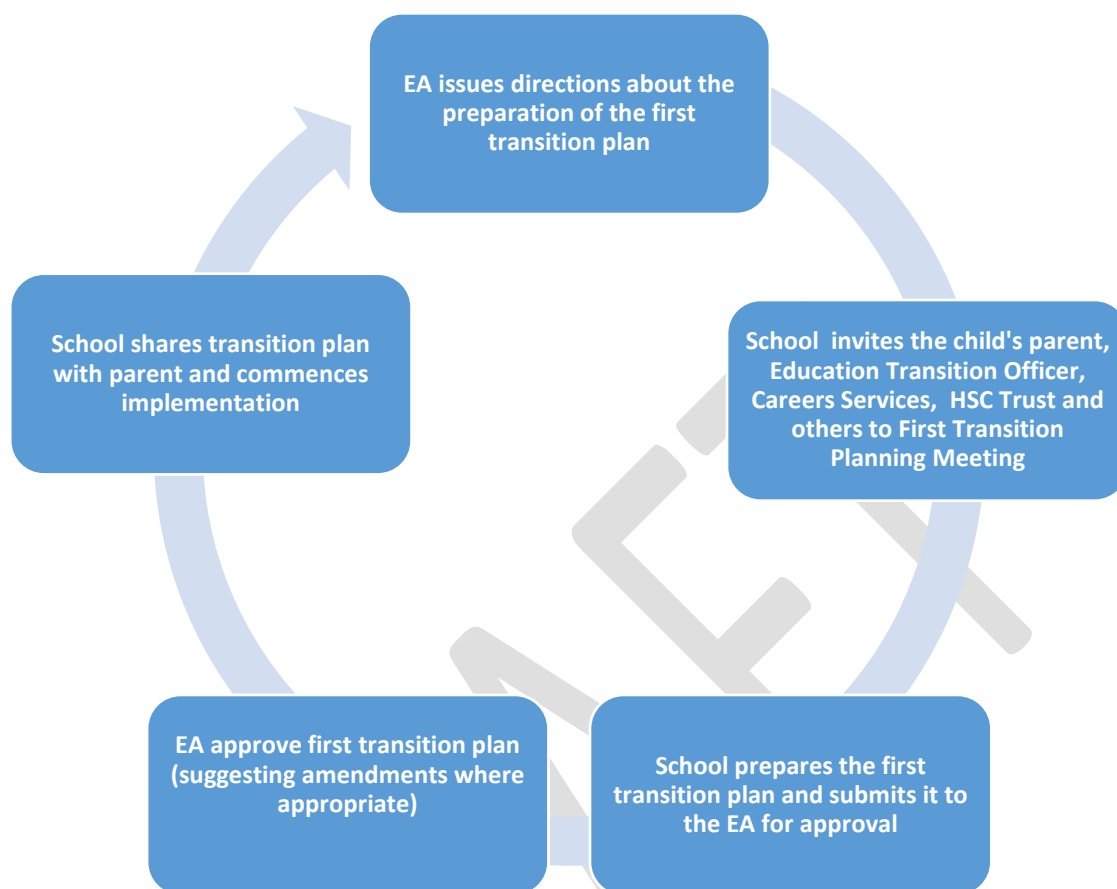 EA issues directions about the
preparation of the first
transition plan
School  invites the child's parent,
Education Transition Officer,
Careers Services,  HSC Trust and
others to First Transition
Planning Meeting
School prepares the first
transition plan and submits it to
the EA for approval
EA approve first transition plan
(suggesting amendments where
appropriate)
School shares transition plan
with parent and commences
implementation